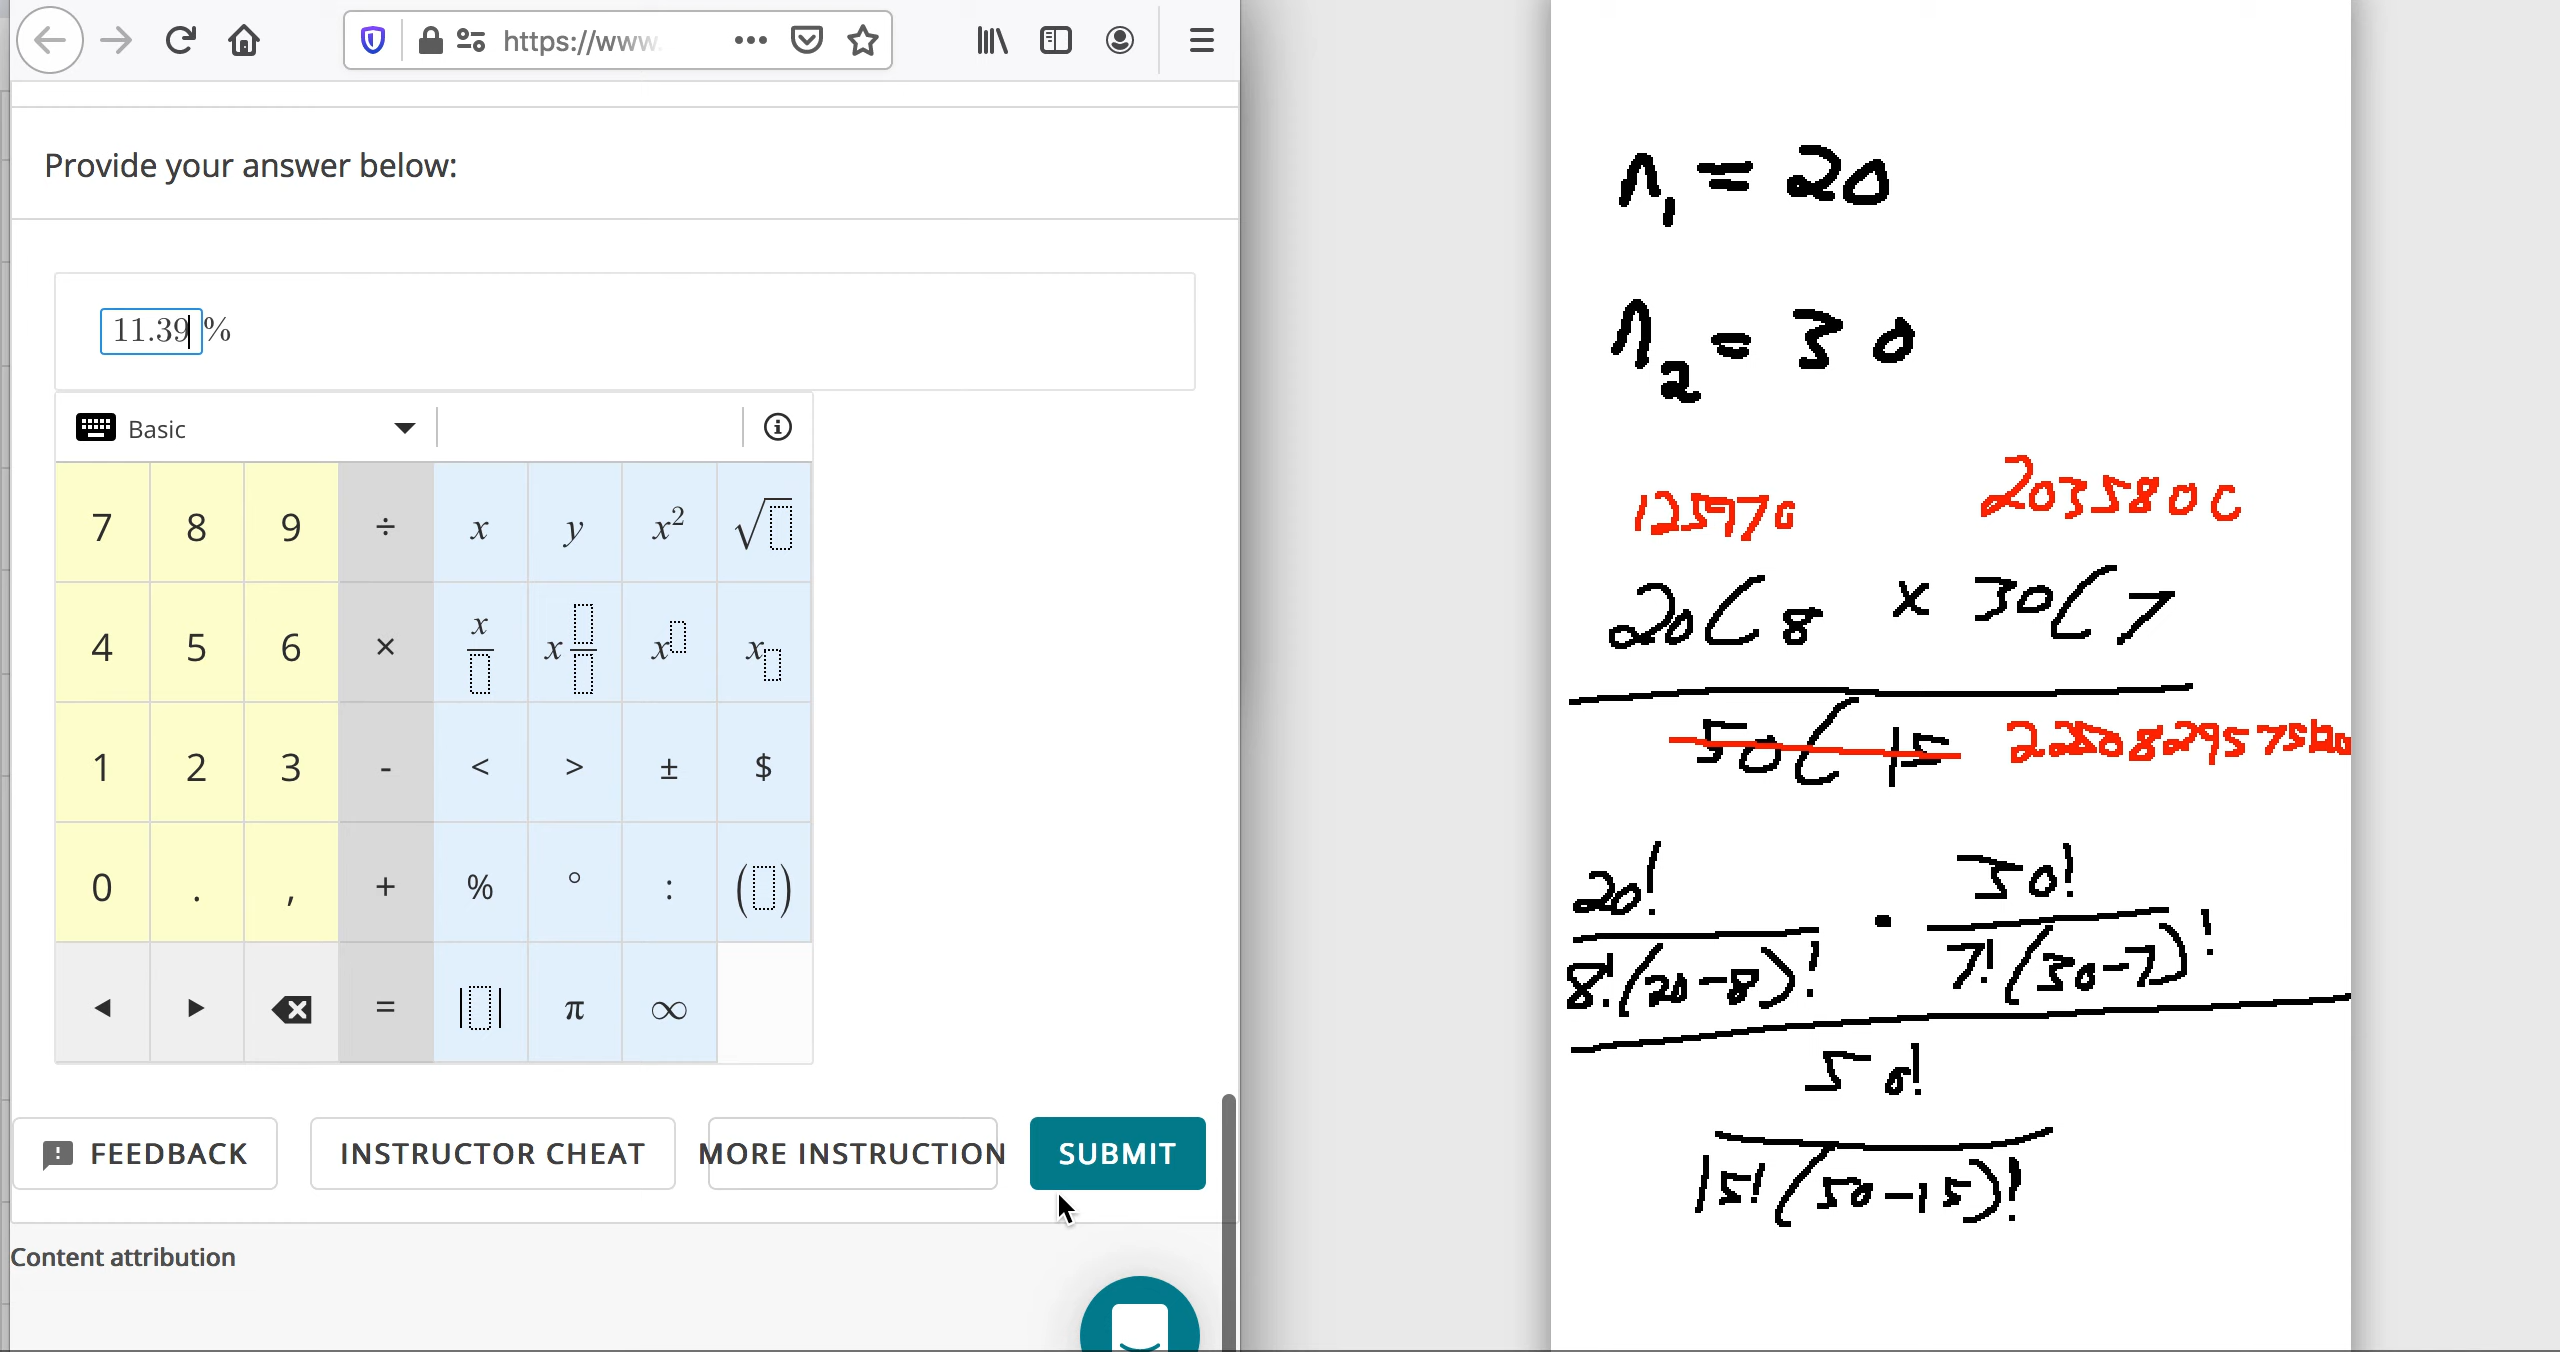 https://www.
Provide your answer below:
11.39 %
Basic
7 8 9 ÷ x y x² √
4 5 6 × x x x x
1 2 3 - < > ± $
0 . , + % ° : ()
= || π ∞
FEEDBACK INSTRUCTOR CHEAT MORE INSTRUCTION SUBMIT
Content attribution
n₁ = 20
n₂ = 30
125970 2035800
20C8 × 30C7
50C15
20! · 30!
8!(20-8)! 7!(30-7)!
50!
15!(50-15)!